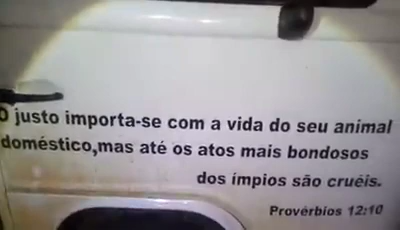 O justo importa-se com a vida do seu animal
doméstico,mas até os atos mais bondosos
dos ímpios são cruéis.
Provérbios 12:10